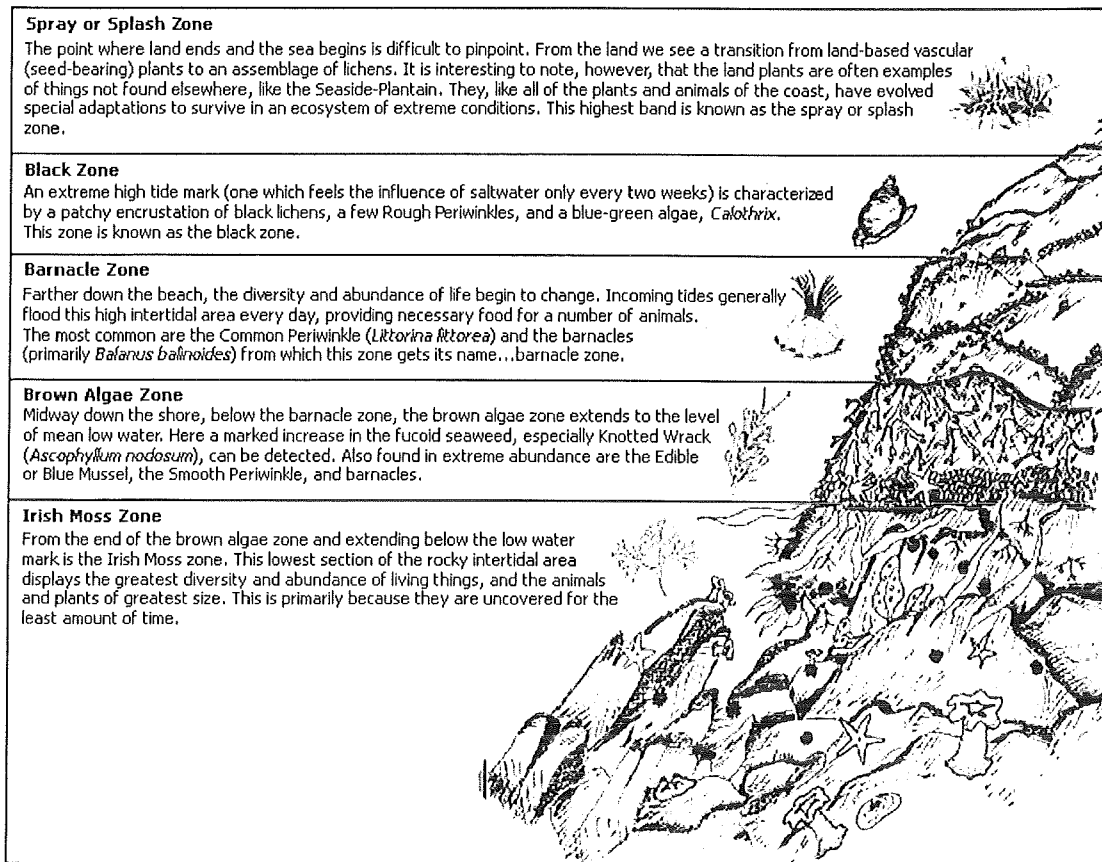 Spray or Splash Zone
The point where land ends and the sea begins is difficult to pinpoint. From the land we see a transition from land-based vascular
(seed-bearing) plants to an assemblage of lichens. It is interesting to note, however, that the land plants are often examples
of things not found elsewhere, like the Seaside-Plantain. They, like all of the plants and animals of the coast, have evolved
special adaptations to survive in an ecosystem of extreme conditions. This highest band is known as the spray or splash
zone.
Black Zone
An extreme high tide mark (one which feels the influence of saltwater only every two weeks) is characterized
by a patchy encrustation of black lichens, a few Rough Periwinkles, and a blue-green algae, Calothrix.
This zone is known as the black zone.
Barnacle Zone
Farther down the beach, the diversity and abundance of life begin to change. Incoming tides generally
flood this high intertidal area every day, providing necessary food for a number of animals.
The most common are the Common Periwinkle (Littorina littorea) and the barnacles
(primarily Balanus balinoides) from which this zone gets its name...barnacle zone.
Brown Algae Zone
Midway down the shore, below the barnacle zone, the brown algae zone extends to the level
of mean low water. Here a marked increase in the fucoid seaweed, especially Knotted Wrack
(Ascophyllum nodosum), can be detected. Also found in extreme abundance are the Edible
or Blue Mussel, the Smooth Periwinkle, and barnacles.
Irish Moss Zone
From the end of the brown algae zone and extending below the low water
mark is the Irish Moss zone. This lowest section of the rocky intertidal area
displays the greatest diversity and abundance of living things, and the animals
and plants of greatest size. This is primarily because they are uncovered for the
least amount of time.